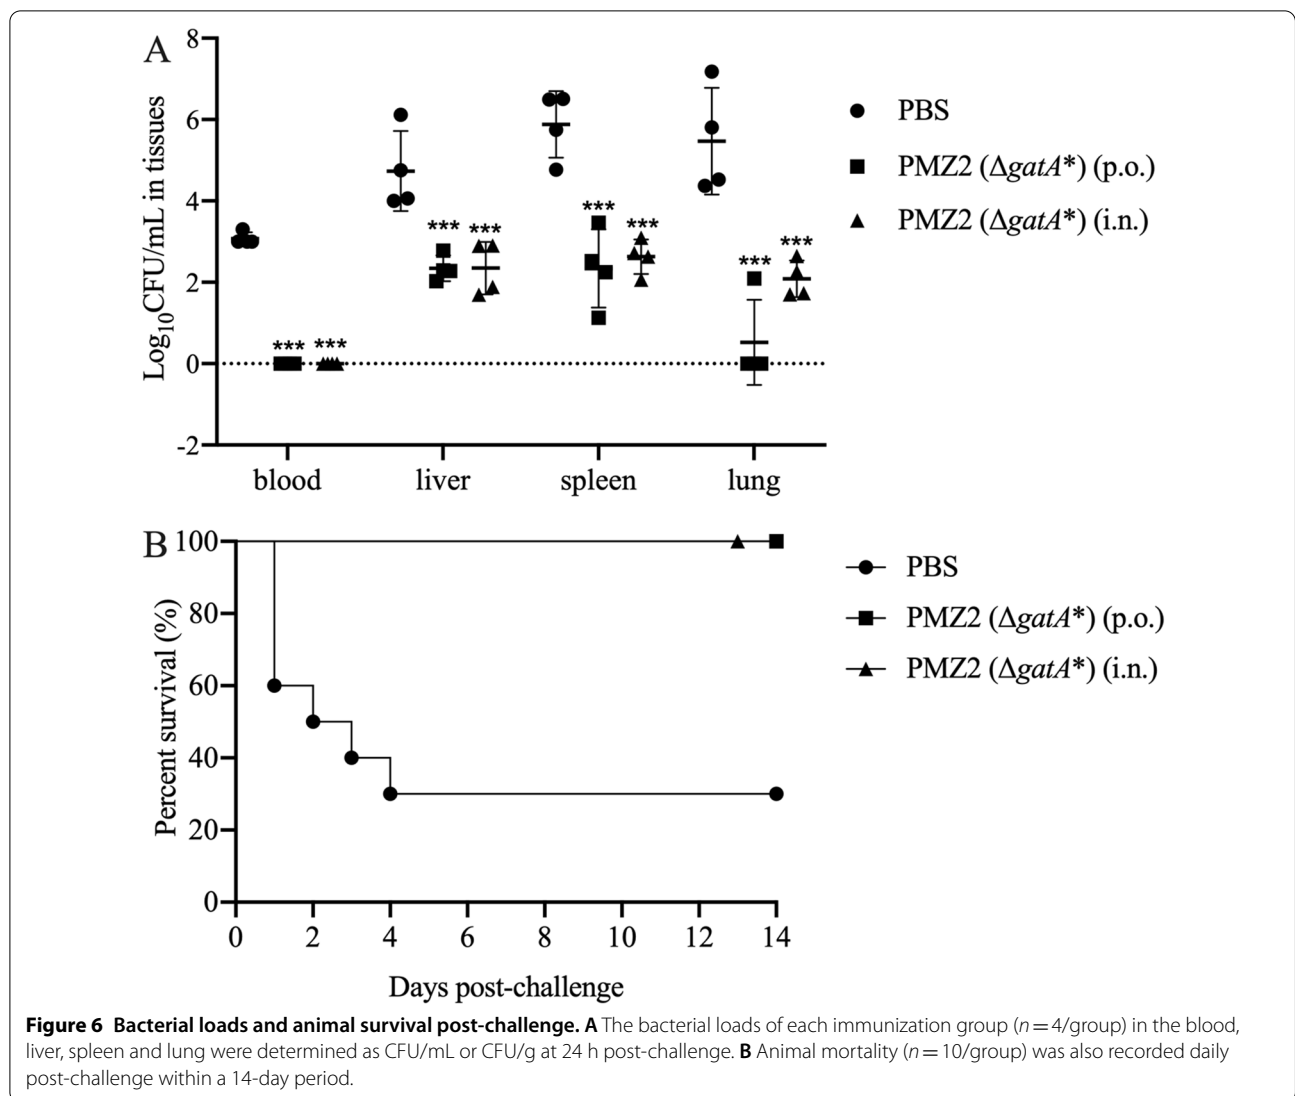 A
8
6
4
2
0
-2
Log10CFU/mL in tissues
*** ***
*** ***
*** ***
*** ***
blood liver spleen lung
PBS
PMZ2 (ΔgatA*) (p.o.)
PMZ2 (ΔgatA*) (i.n.)
B
100
80
60
40
20
0
Percent survival (%)
0 2 4 6 8 10 12 14
Days post-challenge
PBS
PMZ2 (ΔgatA*) (p.o.)
PMZ2 (ΔgatA*) (i.n.)
Figure 6 Bacterial loads and animal survival post-challenge. A The bacterial loads of each immunization group (n = 4/group) in the blood,
liver, spleen and lung were determined as CFU/mL or CFU/g at 24 h post-challenge. B Animal mortality (n = 10/group) was also recorded daily
post-challenge within a 14-day period.